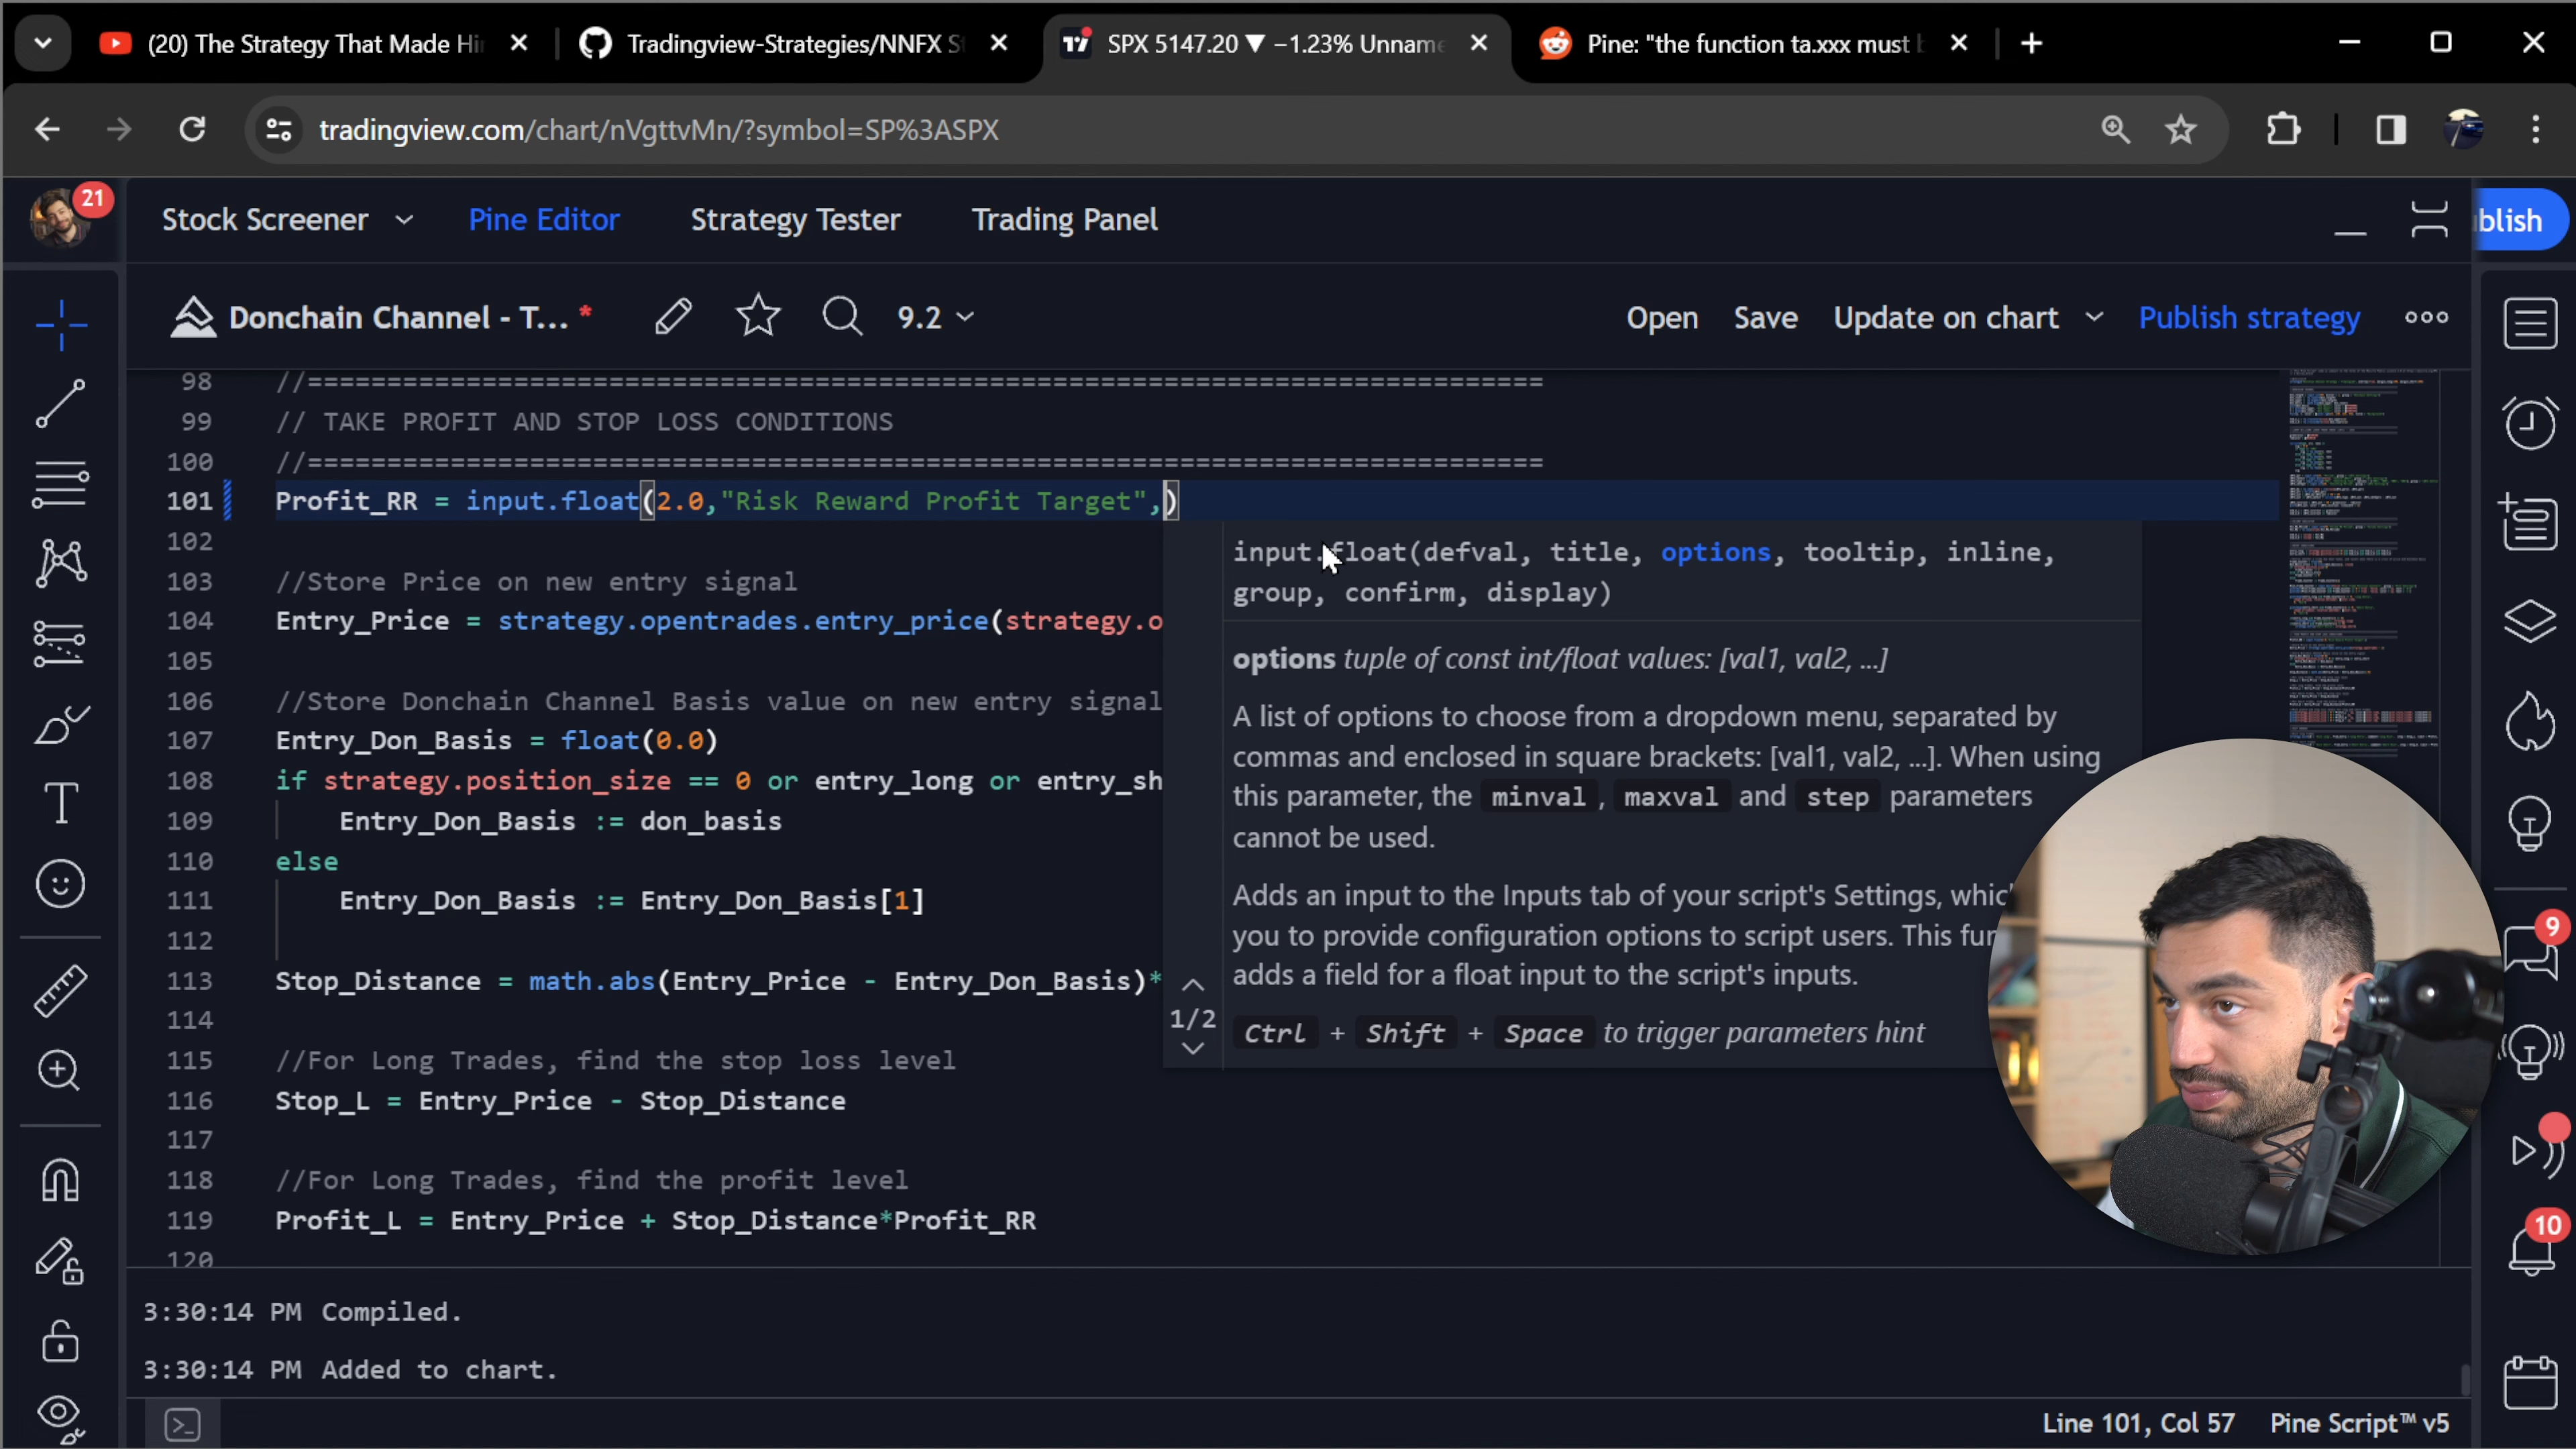 (20) The Strategy That Made Hi
Tradingview-Strategies/NNFX S
SPX 5147.20 ▼ −1.23% Unnam
Pine: "the function ta.xxx must b
tradingview.com/chart/nVgttvMn/?symbol=SP%3ASPX
21
Stock Screener
Pine Editor
Strategy Tester
Trading Panel
blish
Donchain Channel - T... *
9.2
Open
Save
Update on chart
Publish strategy
98 //==============================================================================
99 // TAKE PROFIT AND STOP LOSS CONDITIONS
100 //==============================================================================
101 Profit_RR = input.float(2.0,"Risk Reward Profit Target",)
102
103 //Store Price on new entry signal
104 Entry_Price = strategy.opentrades.entry_price(strategy.o
105
106 //Store Donchain Channel Basis value on new entry signal
107 Entry_Don_Basis = float(0.0)
108 if strategy.position_size == 0 or entry_long or entry_sh
109 Entry_Don_Basis := don_basis
110 else
111 Entry_Don_Basis := Entry_Don_Basis[1]
112
113 Stop_Distance = math.abs(Entry_Price - Entry_Don_Basis)*
114
115 //For Long Trades, find the stop loss level
116 Stop_L = Entry_Price - Stop_Distance
117
118 //For Long Trades, find the profit level
119 Profit_L = Entry_Price + Stop_Distance*Profit_RR
120
input.float(defval, title, options, tooltip, inline,
group, confirm, display)
options tuple of const int/float values: [val1, val2, ...]
A list of options to choose from a dropdown menu, separated by
commas and enclosed in square brackets: [val1, val2, ...]. When using
this parameter, the minval, maxval and step parameters
cannot be used.
Adds an input to the Inputs tab of your script's Settings, whic
you to provide configuration options to script users. This fu
adds a field for a float input to the script's inputs.
1/2
Ctrl + Shift + Space to trigger parameters hint
9
10
3:30:14 PM Compiled.
3:30:14 PM Added to chart.
Line 101, Col 57
Pine Script™ v5